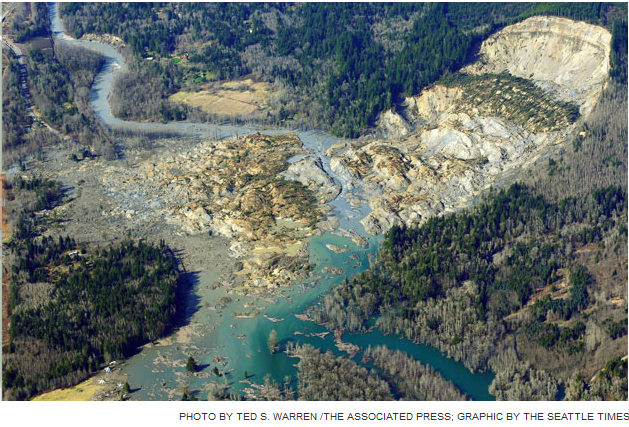 PHOTO BY TED S. WARREN /THE ASSOCIATED PRESS; GRAPHIC BY THE SEATTLE TIMES